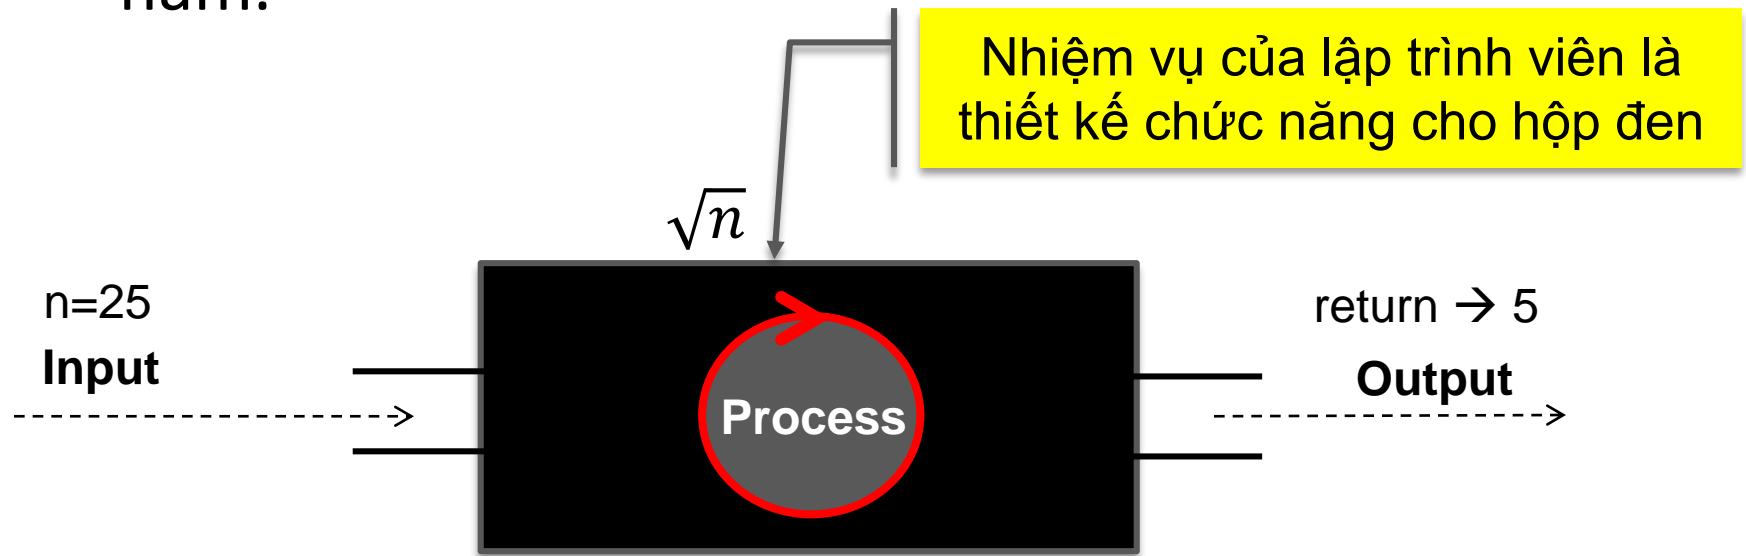 Nhiệm vụ của lập trình viên là
thiết kế chức năng cho hộp đen
√n
n=25
return → 5
Input
Output
Process